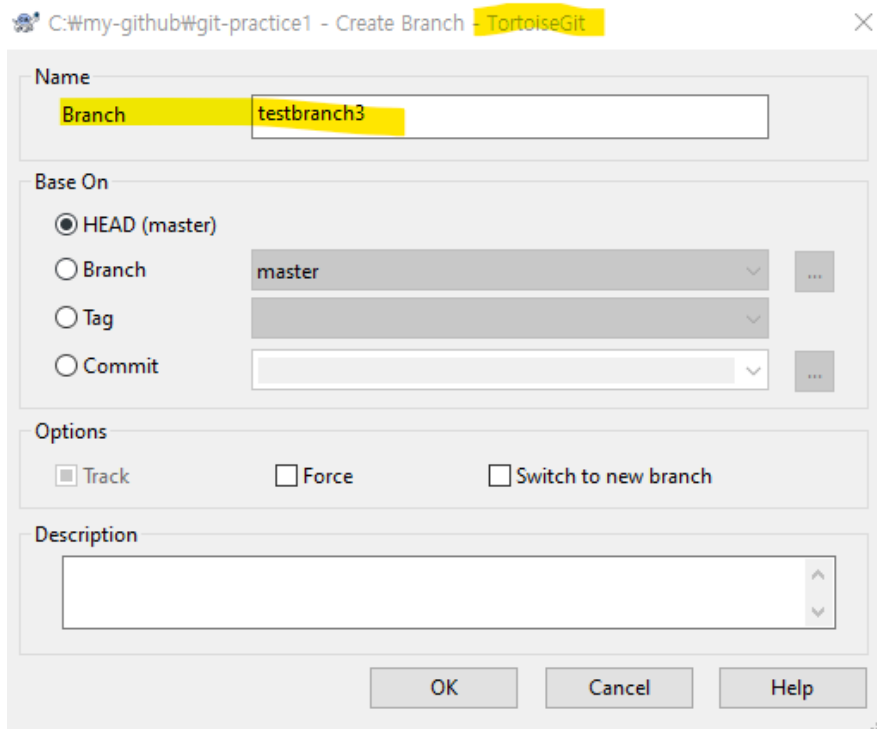 C:₩my-github₩git-practice1 - Create Branch - TortoiseGit
Name
Branch testbranch3
Base On
HEAD (master)
Branch master ...
Tag
Commit ...
Options
Track Force Switch to new branch
Description
OK Cancel Help